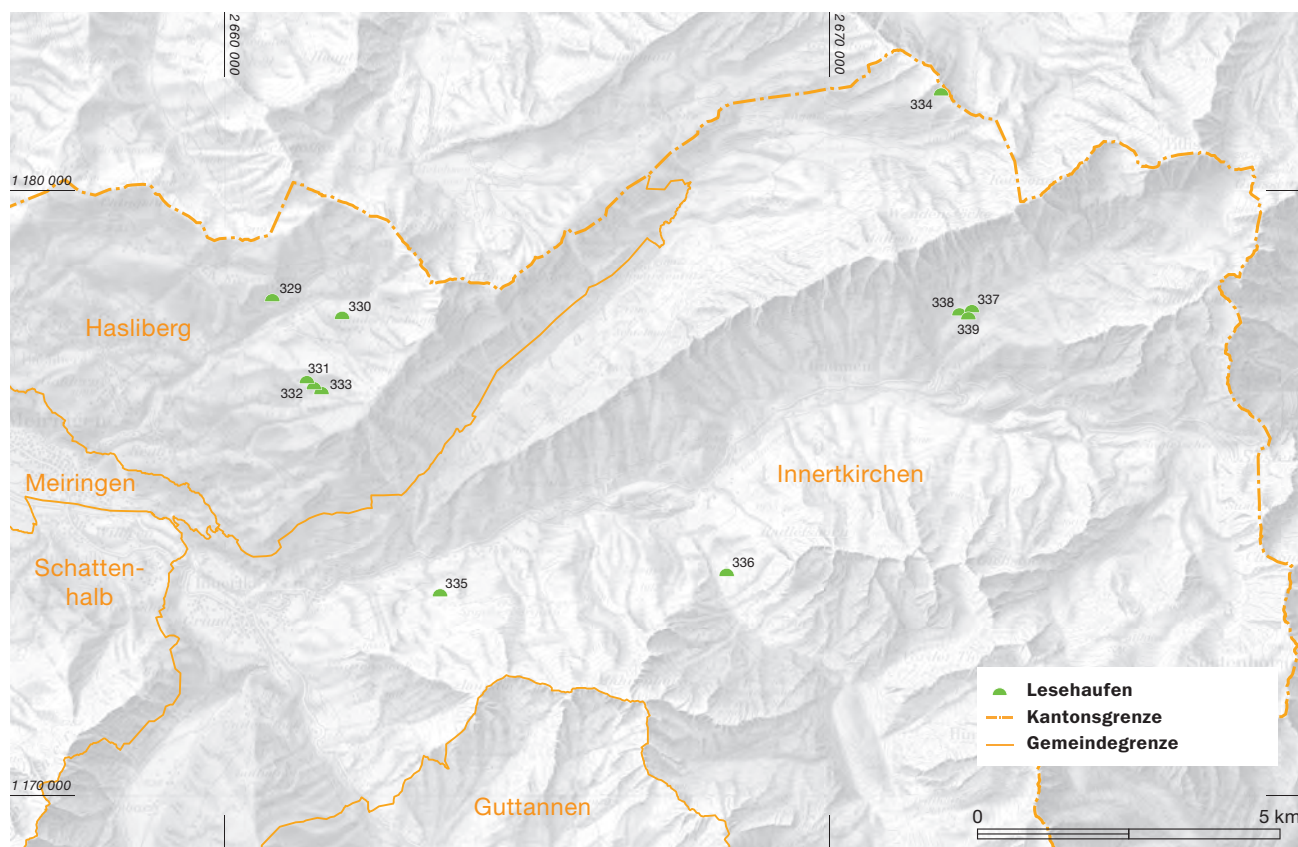 2 660 000
2 670 000
334
1 180 000
329
330
Hasliberg
338
337
339
331
332
333
Meiringen
Innertkirchen
Schatten-
halb
336
335
Lesehaufen
Kantonsgrenze
Gemeindegrenze
1 170 000
Guttannen
0
5 km